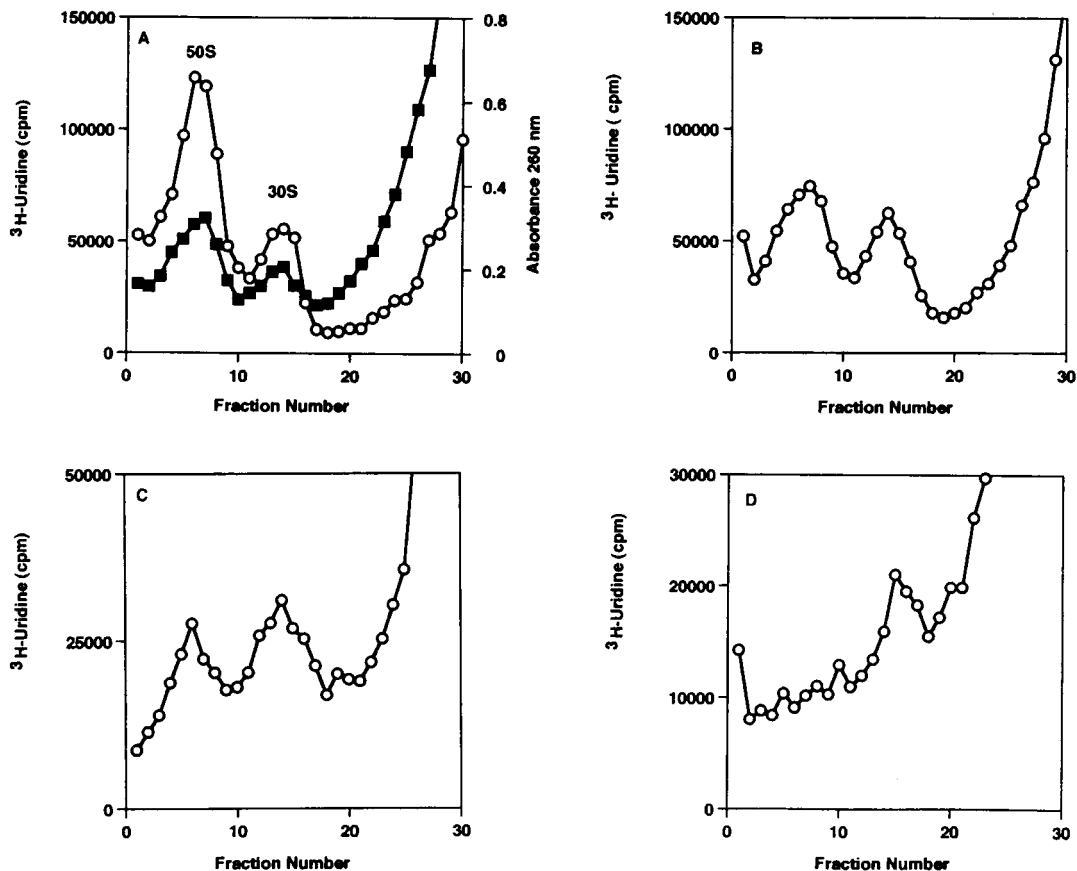 A
50S
30S
150000
100000
50000
0
0.8
0.6
0.4
0.2
0
0 10 20 30
³H-Uridine (cpm)
Absorbance 260 nm
Fraction Number
B
150000
100000
50000
0
0 10 20 30
³H- Uridine ( cpm)
Fraction Number
C
50000
25000
0
0 10 20 30
³H-Uridine (cpm)
Fraction Number
D
30000
20000
10000
0
0 10 20 30
³H-Uridine (cpm)
Fraction Number